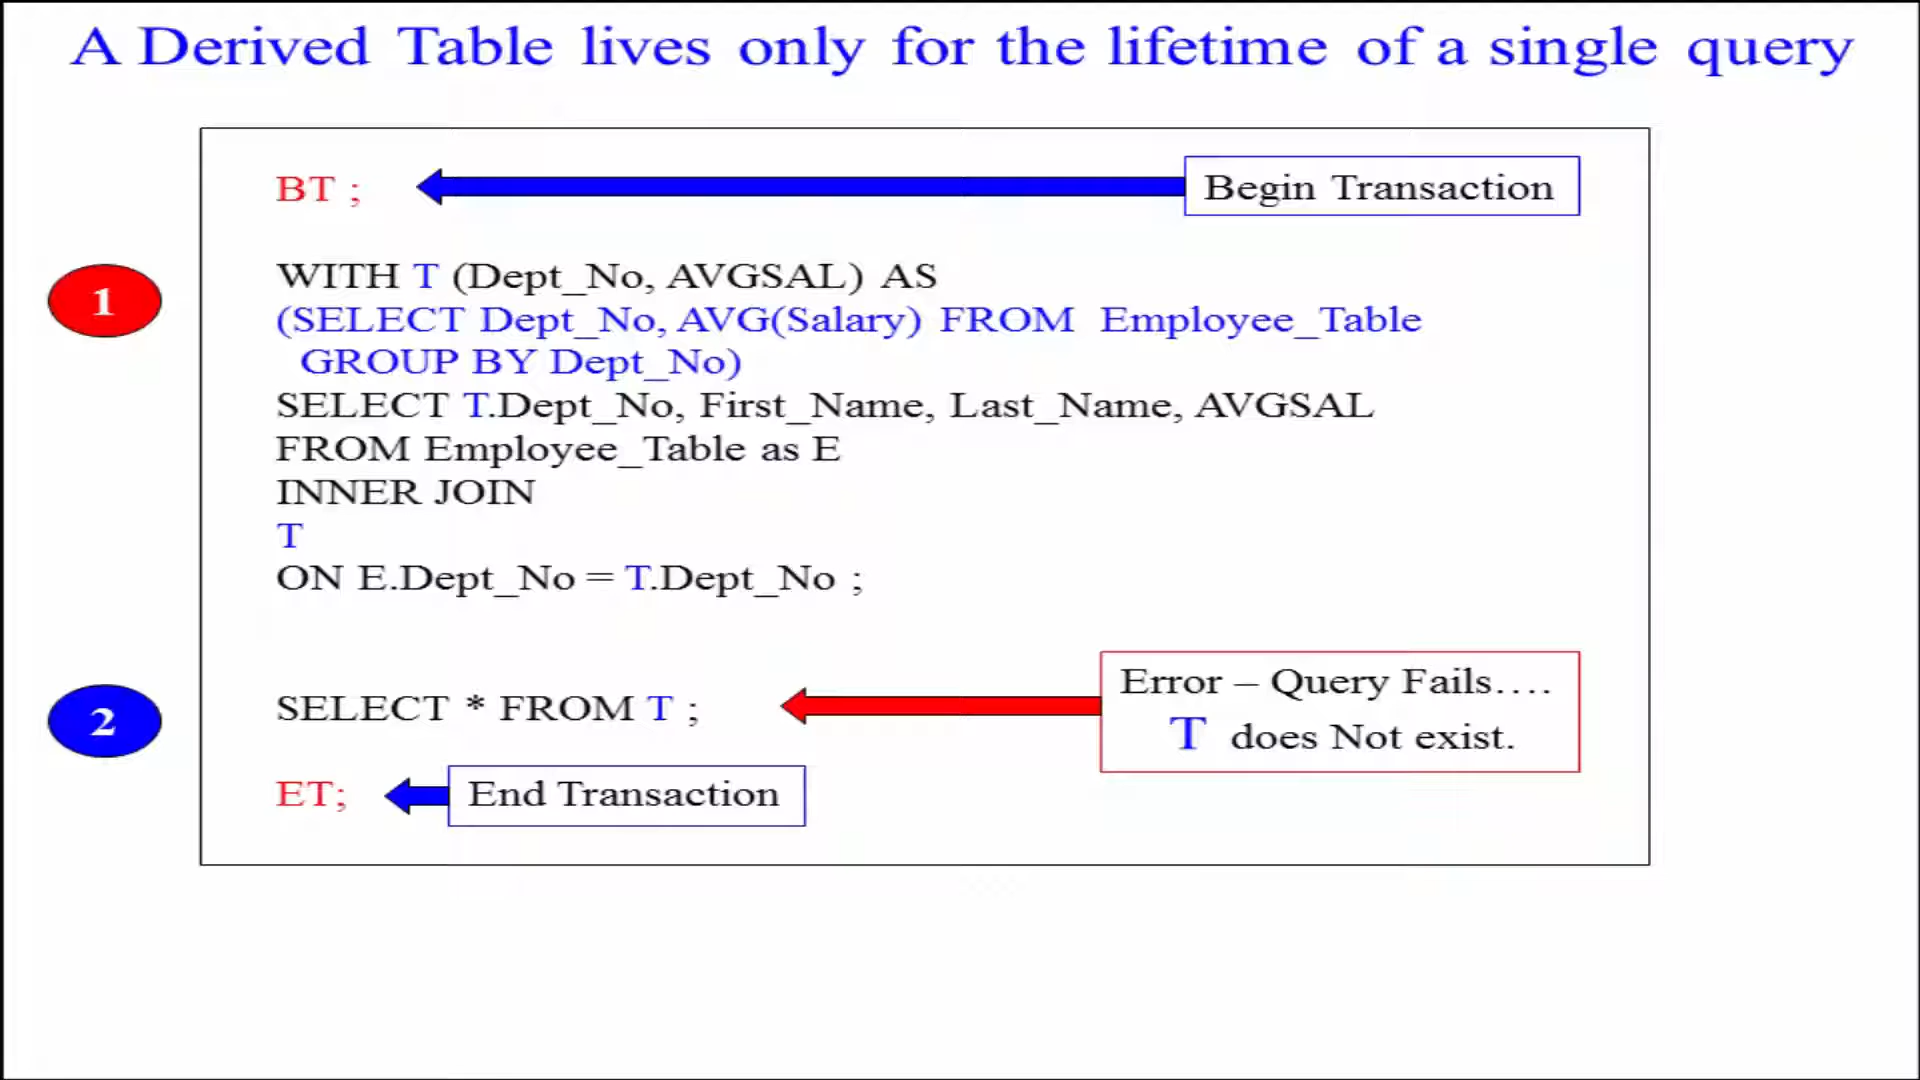 A Derived Table lives only for the lifetime of a single query
BT ;
Begin Transaction
1
WITH T (Dept_No, AVGSAL) AS
(SELECT Dept_No, AVG(Salary) FROM Employee_Table
GROUP BY Dept_No)
SELECT T.Dept_No, First_Name, Last_Name, AVGSAL
FROM Employee_Table as E
INNER JOIN
T
ON E.Dept_No = T.Dept_No ;
2
SELECT * FROM T ;
Error – Query Fails….
T does Not exist.
ET;
End Transaction